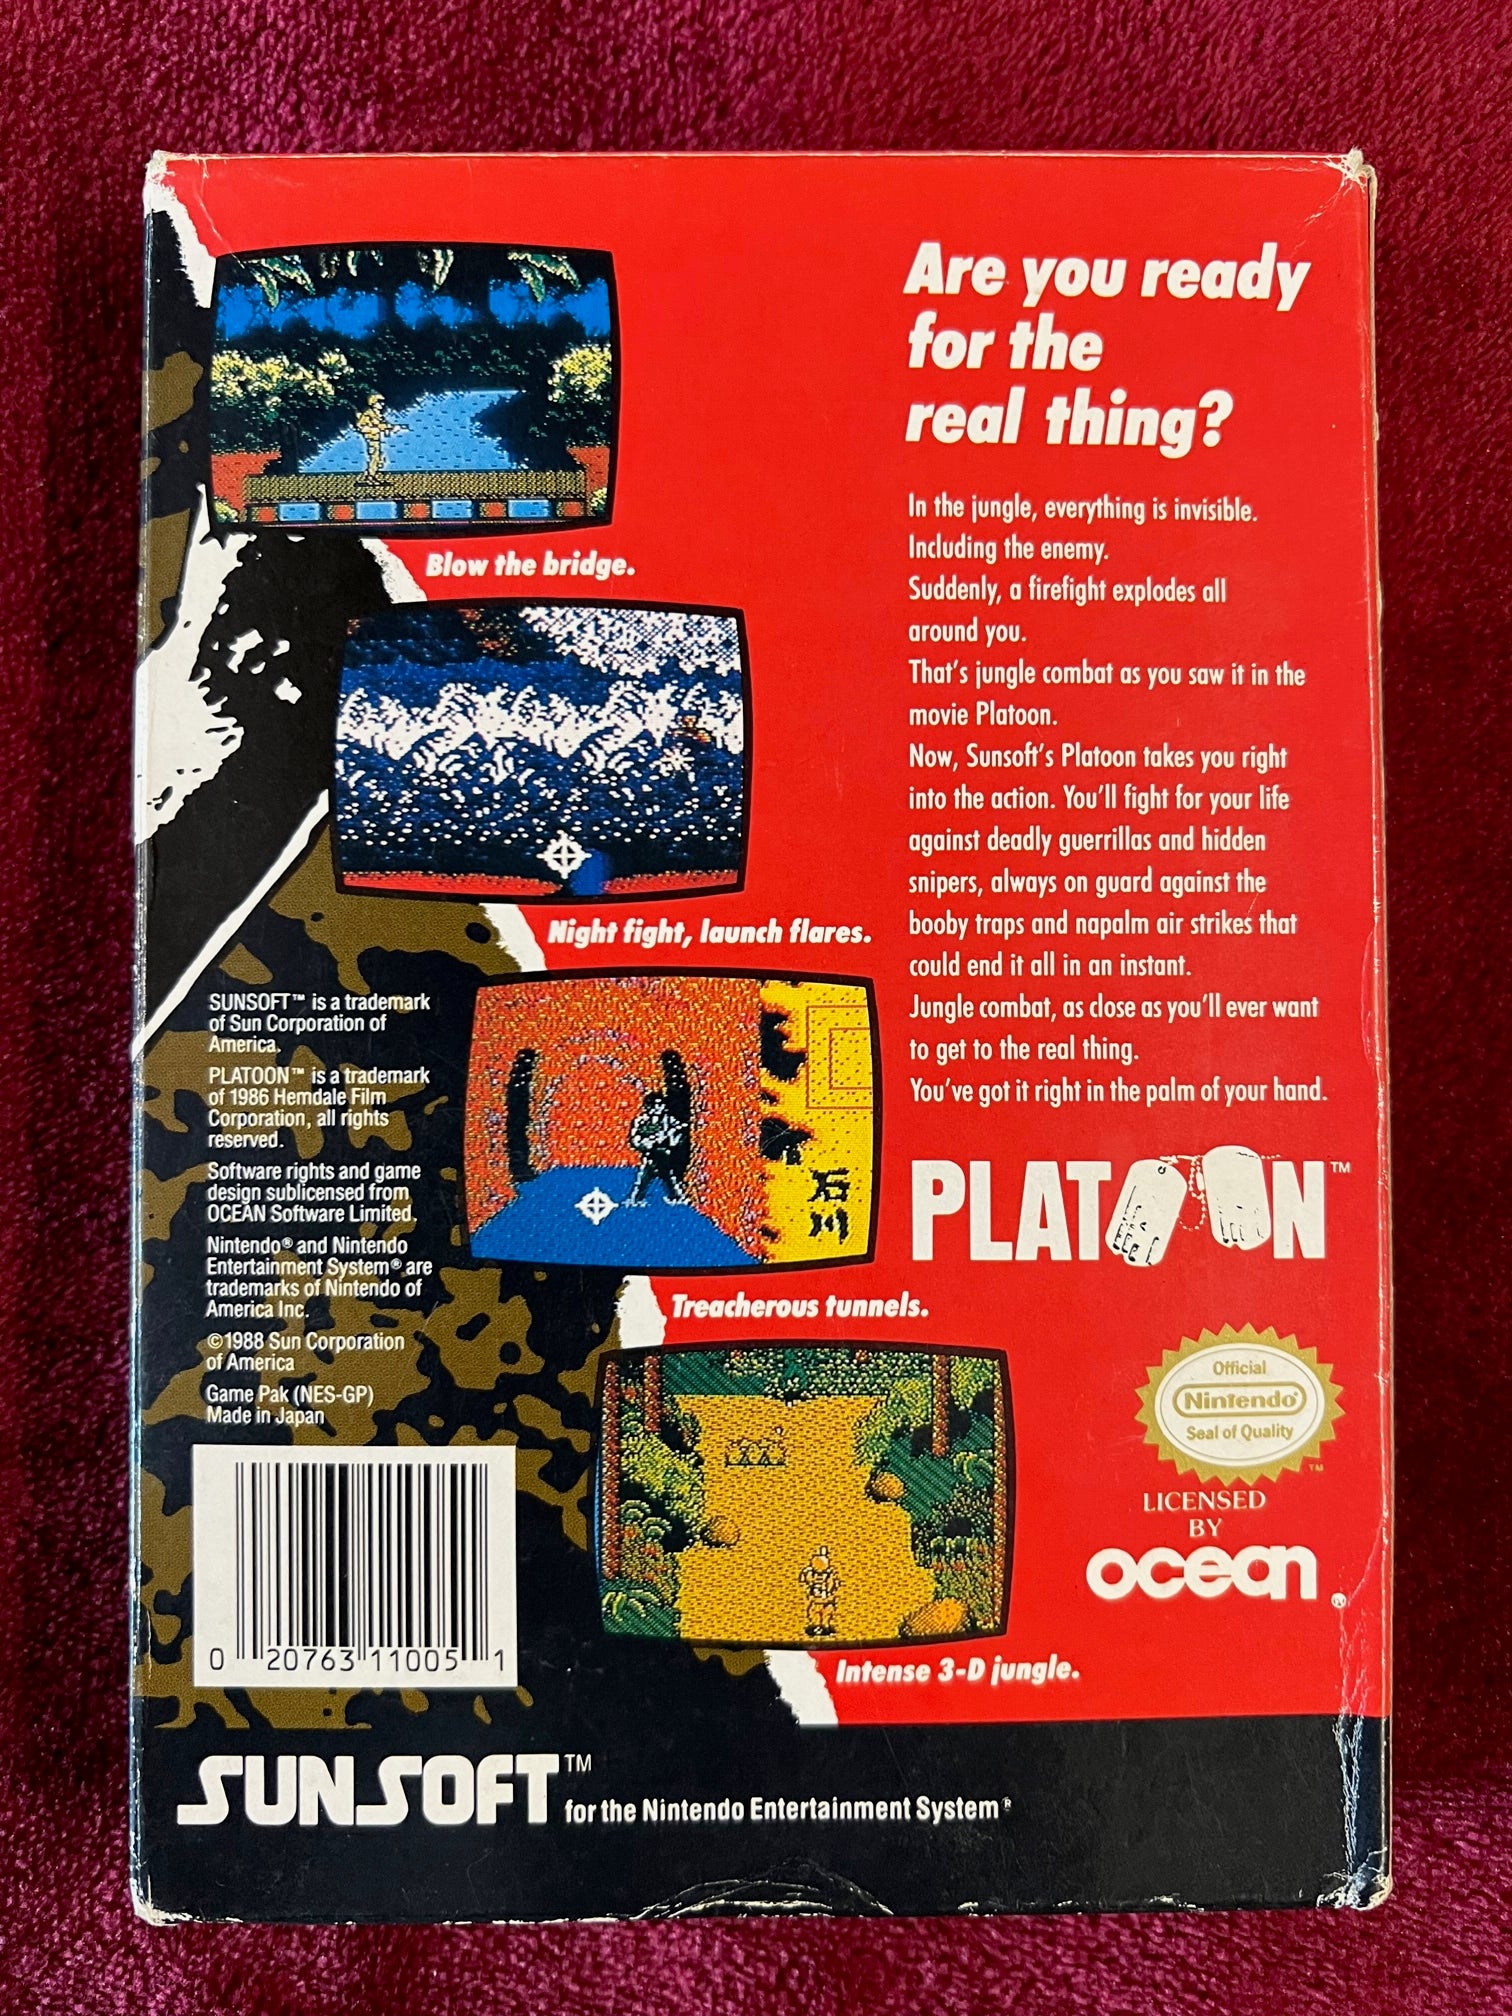 Are you ready
for the
real thing?
In the jungle, everything is invisible.
Including the enemy.
Suddenly, a firefight explodes all
around you.
That's jungle combat as you saw it in the
movie Platoon.
Now, Sunsoft's Platoon takes you right
into the action. You'll fight for your life
against deadly guerrillas and hidden
snipers, always on guard against the
booby traps and napalm air strikes that
could end it all in an instant.
Jungle combat, as close as you'll ever want
to get to the real thing.
You've got it right in the palm of your hand.
PLATOON™
Blow the bridge.
Night fight, launch flares.
石
川
Treacherous tunnels.
Intense 3-D jungle.
SUNSOFT™ is a trademark
of Sun Corporation of
America.
PLATOON™ is a trademark
of 1986 Hemdale Film
Corporation, all rights
reserved.
Software rights and game
design sublicensed from
OCEAN Software Limited.
Nintendo® and Nintendo
Entertainment System® are
trademarks of Nintendo of
America Inc.
©1988 Sun Corporation
of America
Game Pak (NES-GP)
Made in Japan
0 20763 11005 1
Official
Nintendo®
Seal of Quality
TM
LICENSED
BY
ocean®
SUNSOFT™
for the Nintendo Entertainment System®